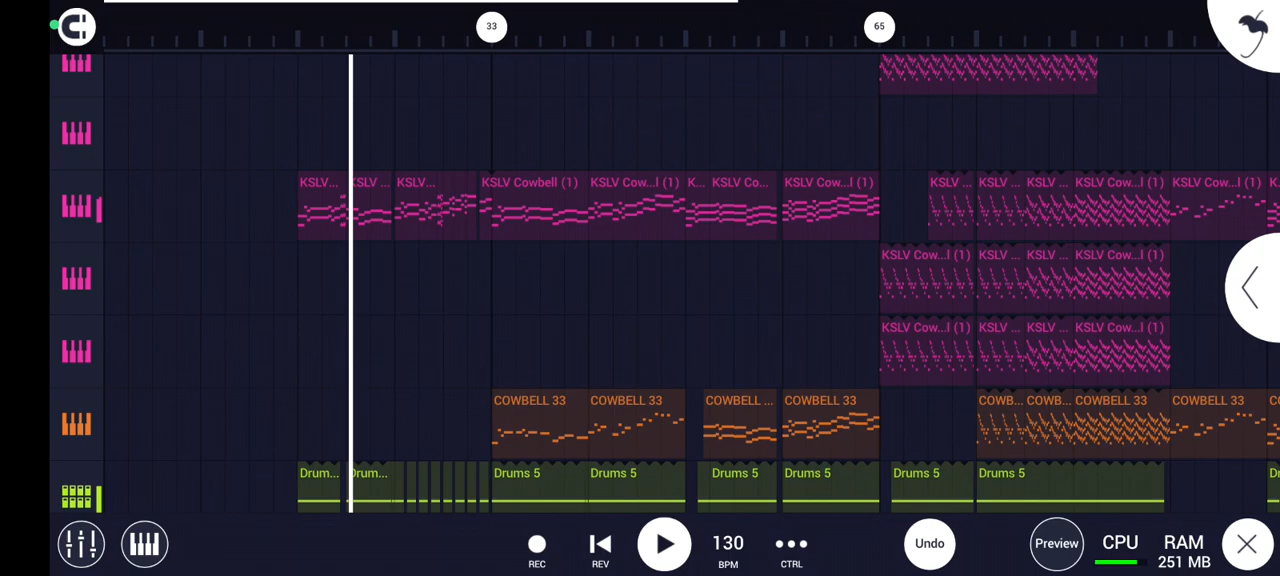 33
65
KSLV...
KSLV ...
KSLV...
KSLV Cowbell (1)
KSLV Cow...l (1)
K...
KSLV Co...
KSLV Cow...l (1)
KSLV ...
KSLV ...
KSLV ...
KSLV Cow...l (1)
KSLV Cow...l (1)
KSLV Cow...l (1)
KSLV ...
KSLV ...
KSLV Cow...l (1)
KSLV Cow...l (1)
KSLV ...
KSLV ...
KSLV Cow...l (1)
COWBELL 33
COWBELL 33
COWBELL ...
COWBELL 33
COWB...
COWB...
COWBELL 33
COWBELL 33
Drum...
Drum...
Drums 5
Drums 5
Drums 5
Drums 5
Drums 5
Drums 5
REC
REV
130
BPM
CTRL
Undo
Preview
CPU
RAM
251 MB